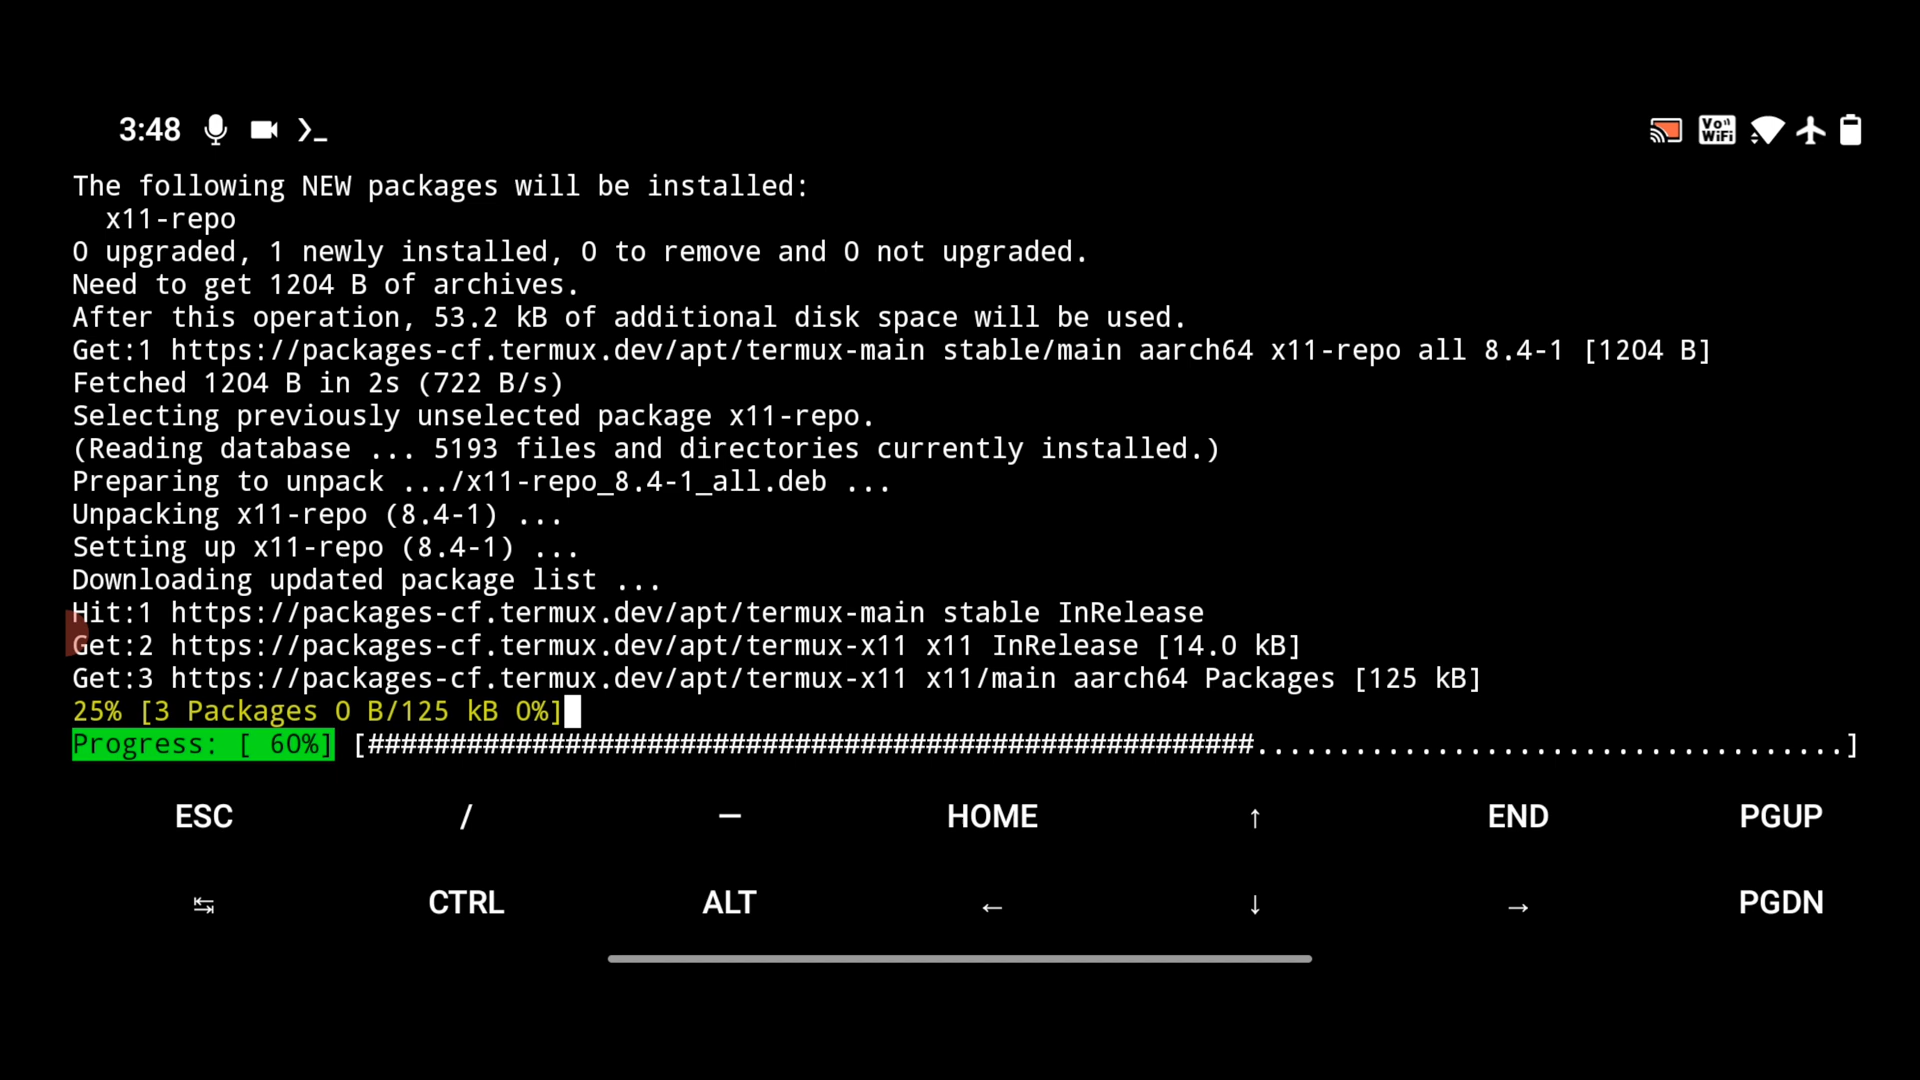 3:48
Vo WiFi
The following NEW packages will be installed:
  x11-repo
0 upgraded, 1 newly installed, 0 to remove and 0 not upgraded.
Need to get 1204 B of archives.
After this operation, 53.2 kB of additional disk space will be used.
Get:1 https://packages-cf.termux.dev/apt/termux-main stable/main aarch64 x11-repo all 8.4-1 [1204 B]
Fetched 1204 B in 2s (722 B/s)
Selecting previously unselected package x11-repo.
(Reading database ... 5193 files and directories currently installed.)
Preparing to unpack .../x11-repo_8.4-1_all.deb ...
Unpacking x11-repo (8.4-1) ...
Setting up x11-repo (8.4-1) ...
Downloading updated package list ...
Hit:1 https://packages-cf.termux.dev/apt/termux-main stable InRelease
Get:2 https://packages-cf.termux.dev/apt/termux-x11 x11 InRelease [14.0 kB]
Get:3 https://packages-cf.termux.dev/apt/termux-x11 x11/main aarch64 Packages [125 kB]
25% [3 Packages 0 B/125 kB 0%]
Progress: [ 60%] [######################################################....................................]
ESC / — HOME ↑ END PGUP
↹ CTRL ALT ← ↓ → PGDN